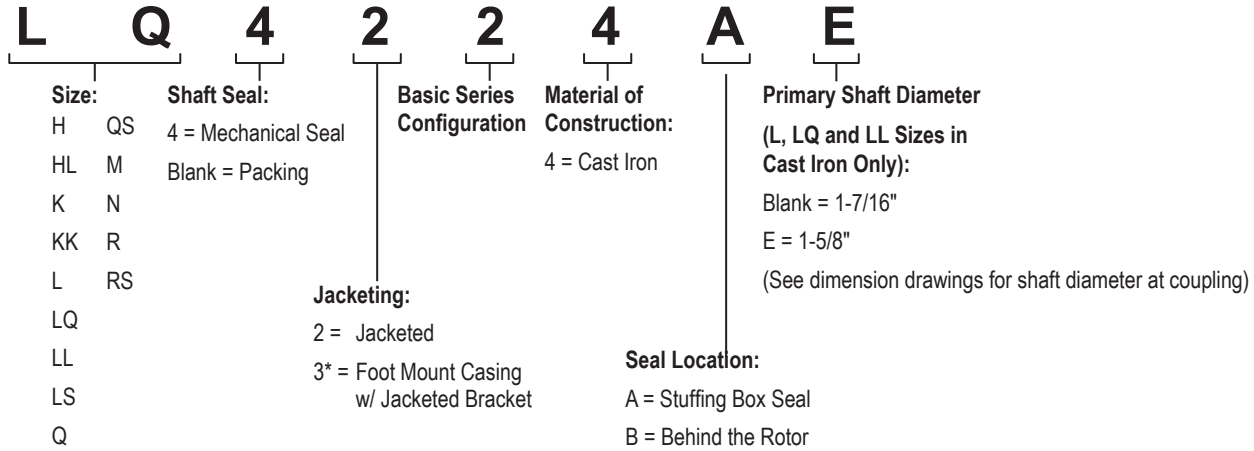 L Q 4 2 2 4 A E
Size:
H QS
HL M
K N
KK R
L RS
LQ
LL
LS
Q
Shaft Seal:
4 = Mechanical Seal
Blank = Packing
Jacketing:
2 = Jacketed
3* = Foot Mount Casing
w/ Jacketed Bracket
Basic Series
Configuration
Material of
Construction:
4 = Cast Iron
Seal Location:
A = Stuffing Box Seal
B = Behind the Rotor
Primary Shaft Diameter
(L, LQ and LL Sizes in
Cast Iron Only):
Blank = 1-7/16"
E = 1-5/8"
(See dimension drawings for shaft diameter at coupling)